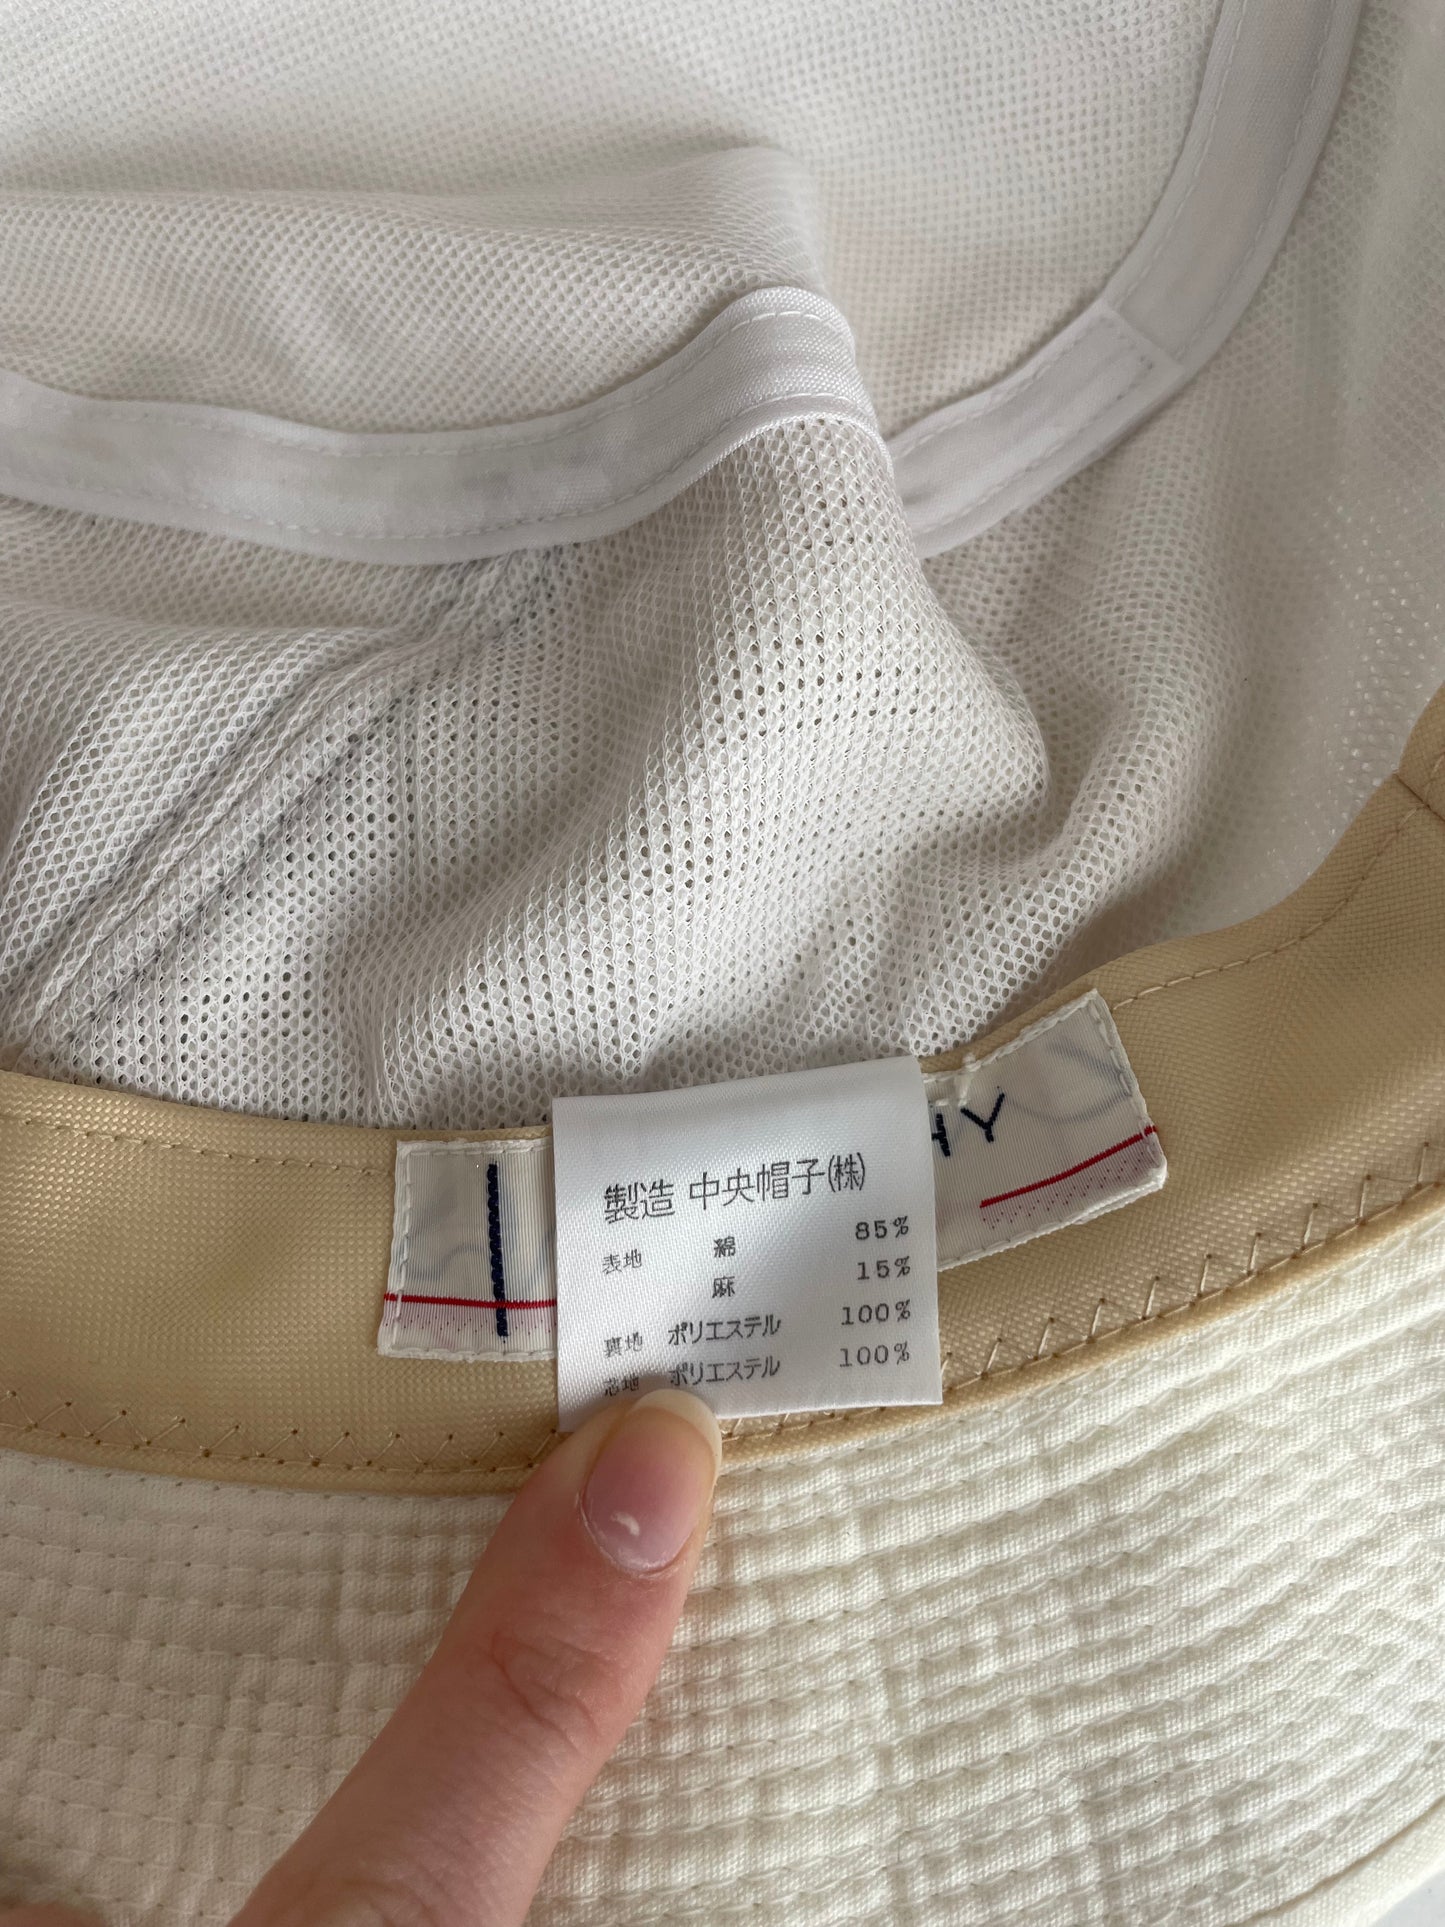 製造 中央帽子(株)
表地 綿 85%
麻 15%
裏地 ポリエステル 100%
芯地 ポリエステル 100%
HY